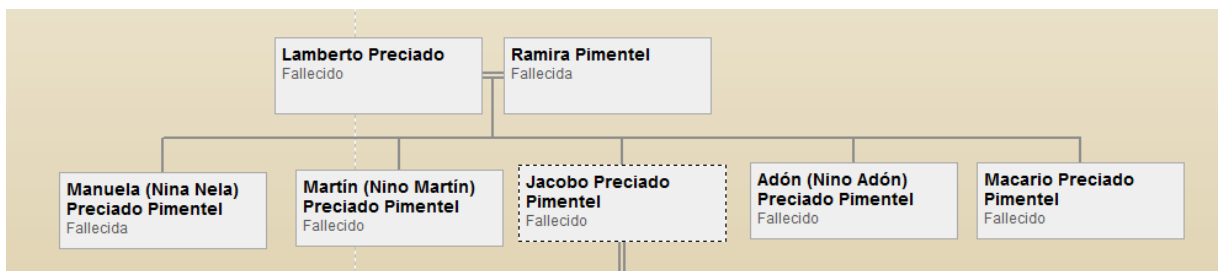 Lamberto Preciado
Fallecido
Ramira Pimentel
Fallecida
Manuela (Nina Nela)
Preciado Pimentel
Fallecida
Martín (Nino Martín)
Preciado Pimentel
Fallecido
Jacobo Preciado
Pimentel
Fallecido
Adón (Nino Adón)
Preciado Pimentel
Fallecido
Macario Preciado
Pimentel
Fallecido